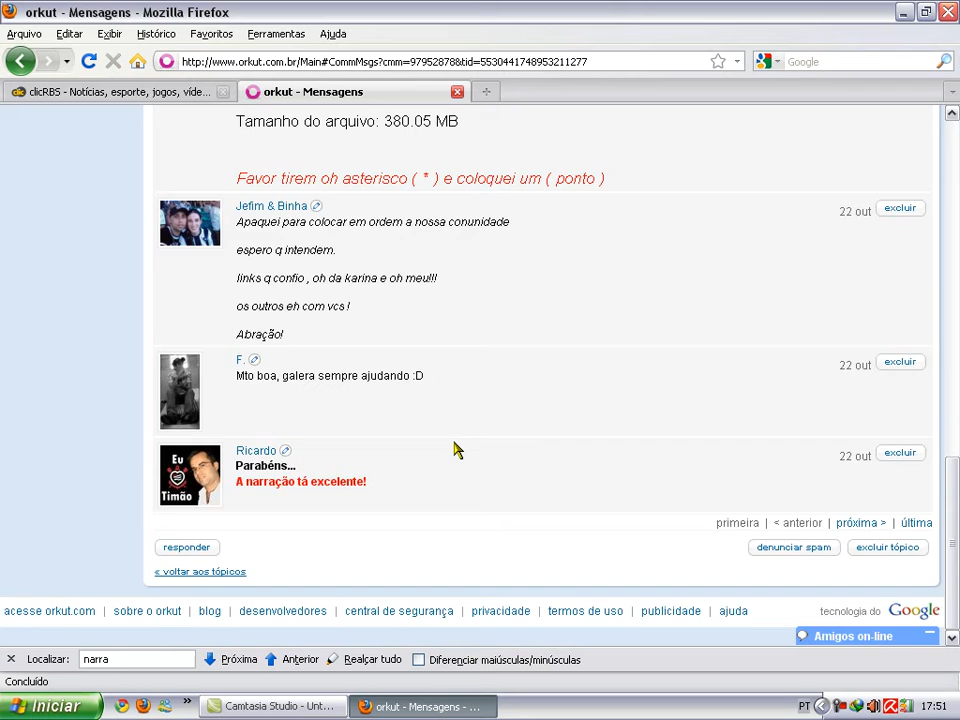 orkut - Mensagens - Mozilla Firefox
Arquivo Editar Exibir Histórico Favoritos Ferramentas Ajuda
http://www.orkut.com.br/Main#CommMsgs?cmm=97952878&tid=5530441748953211277
Google
clicRBS - Notícias, esporte, jogos, víde...
orkut - Mensagens
Tamanho do arquivo: 380.05 MB
Favor tirem oh asterisco ( * ) e coloquei um ( ponto )
Jefim & Binha
22 out excluir
Apaquei para colocar em ordem a nossa conunidade
espero q intendem.
links q confio , oh da karina e oh meu!!!
os outros eh com vcs !
Abração!
F.
22 out excluir
Mto boa, galera sempre ajudando :D
Ricardo
22 out excluir
Parabéns...
A narração tá excelente!
Eu
Timão
primeira | < anterior | próxima > | última
responder
denunciar spam excluir tópico
« voltar aos tópicos
acesse orkut.com | sobre o orkut | blog | desenvolvedores | central de segurança | privacidade | termos de uso | publicidade | ajuda
tecnologia do Google
Amigos on-line
Localizar: narra Próxima Anterior Realçar tudo Diferenciar maiúsculas/minúsculas
Concluído
Iniciar
Camtasia Studio - Unt...
orkut - Mensagens - ...
PT
17:51